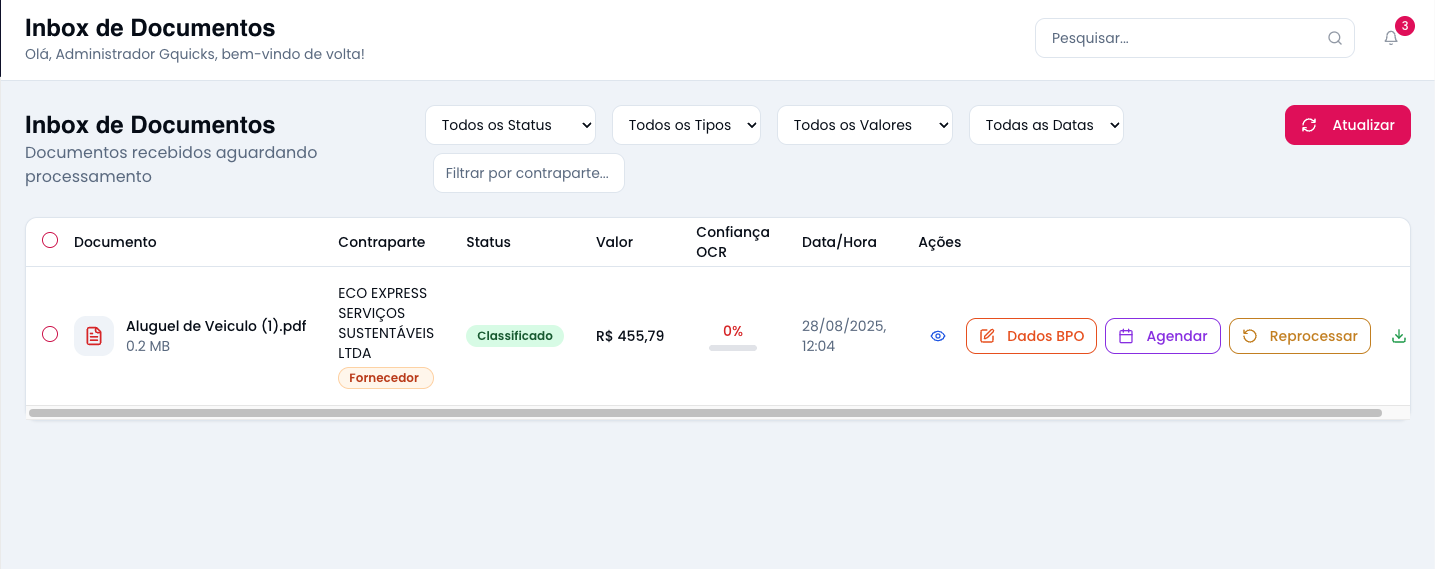 Inbox de Documentos
Olá, Administrador Gquicks, bem-vindo de volta!
Pesquisar...
3
Inbox de Documentos
Documentos recebidos aguardando
processamento
Todos os Status
Todos os Tipos
Todos os Valores
Todas as Datas
Filtrar por contraparte...
Atualizar
Documento
Contraparte
Status
Valor
Confiança
OCR
Data/Hora
Ações
Aluguel de Veiculo (1).pdf
0.2 MB
ECO EXPRESS
SERVIÇOS
SUSTENTÁVEIS
LTDA
Fornecedor
Classificado
R$ 455,79
0%
28/08/2025,
12:04
Dados BPO
Agendar
Reprocessar